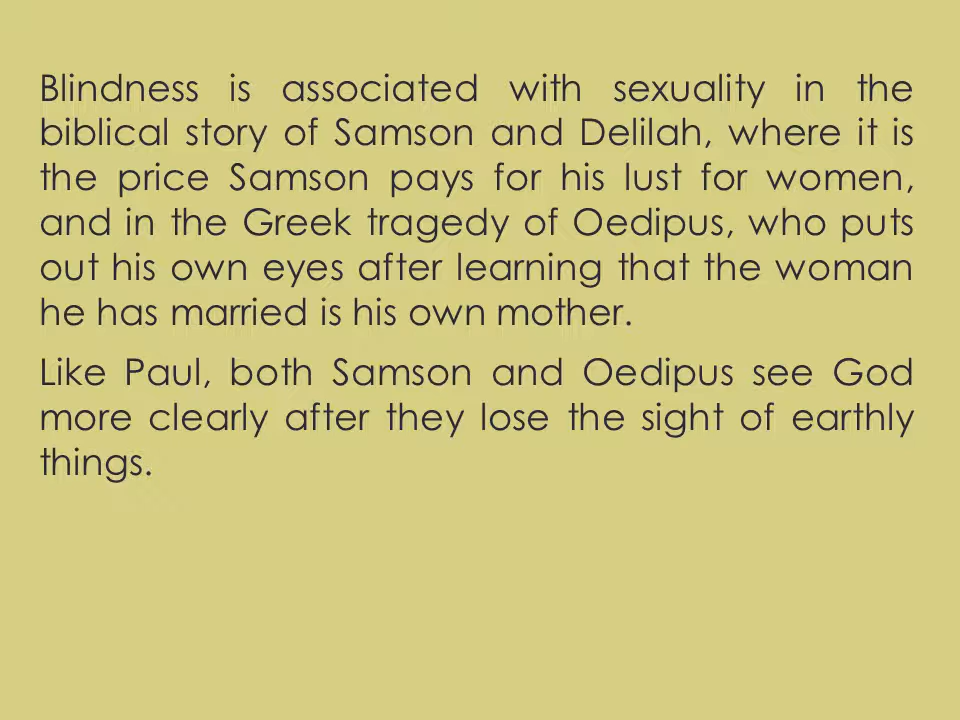 Blindness is associated with sexuality in the
biblical story of Samson and Delilah, where it is
the price Samson pays for his lust for women,
and in the Greek tragedy of Oedipus, who puts
out his own eyes after learning that the woman
he has married is his own mother.
Like Paul, both Samson and Oedipus see God
more clearly after they lose the sight of earthly
things.